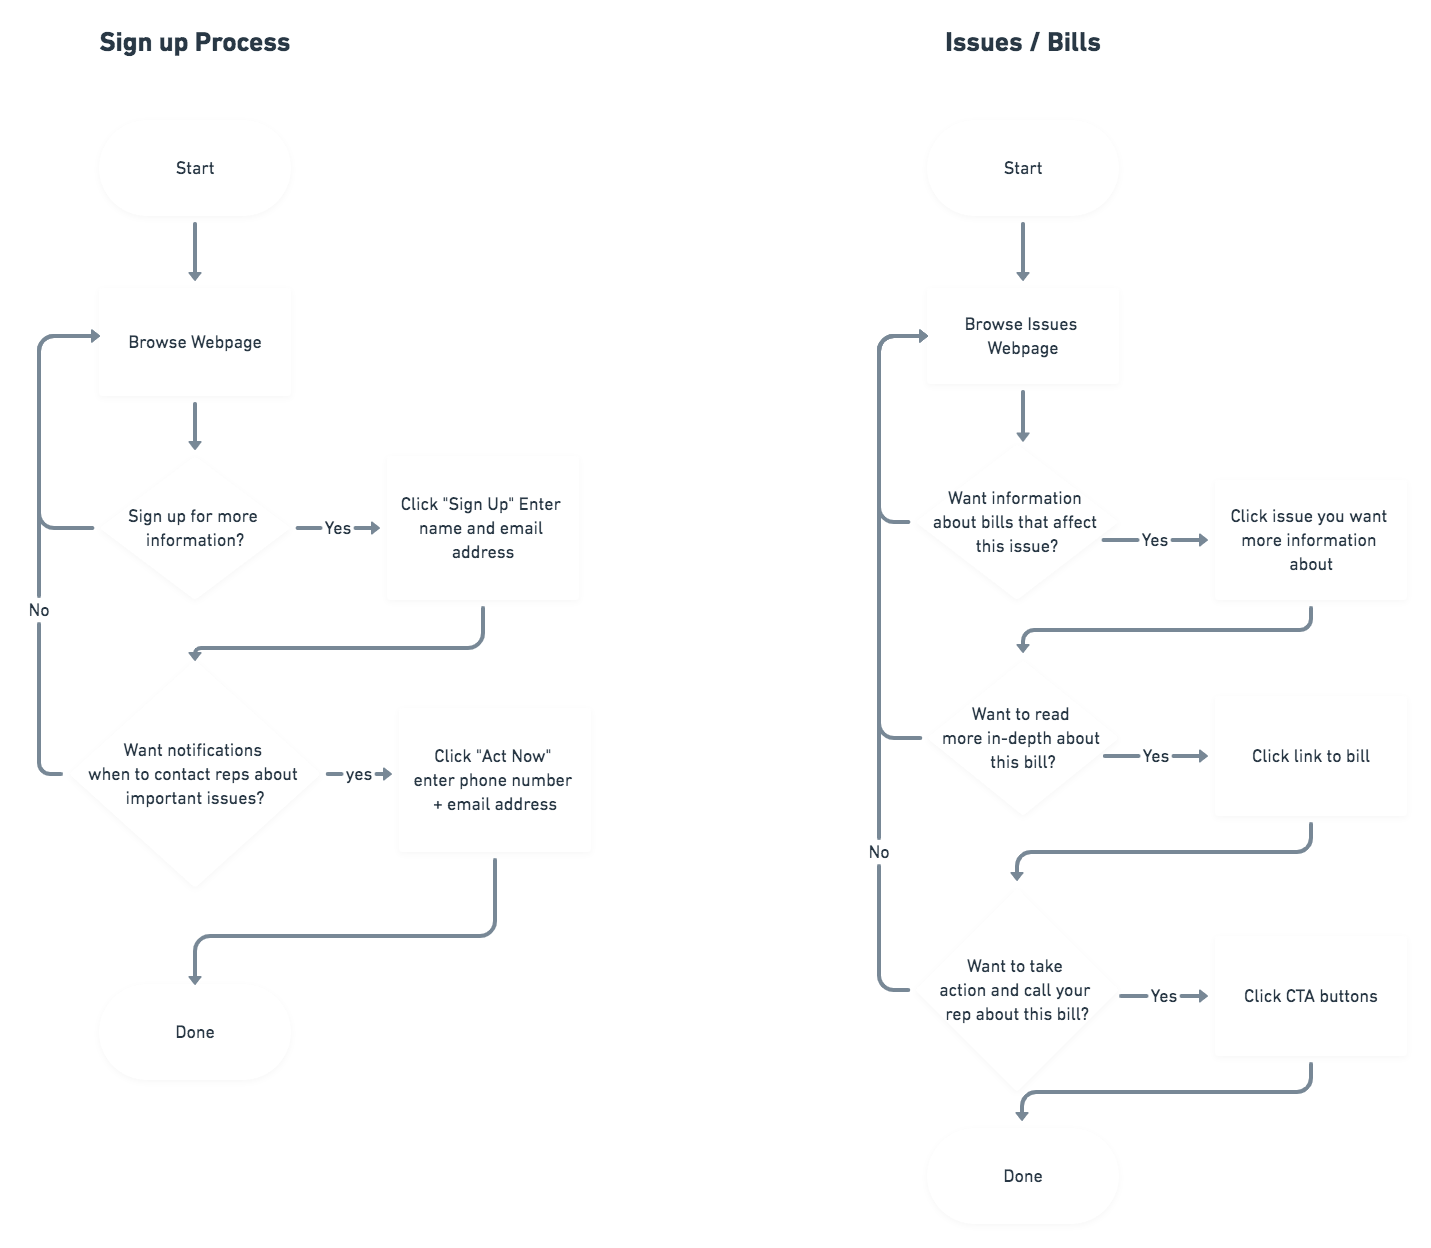 Sign up Process
Start
Browse Webpage
Sign up for more
information?
Yes
Click "Sign Up" Enter
name and email
address
No
Want notifications
when to contact reps about
important issues?
yes
Click "Act Now"
enter phone number
+ email address
Done
Issues / Bills
Start
Browse Issues
Webpage
Want information
about bills that affect
this issue?
Yes
Click issue you want
more information
about
Want to read
more in-depth about
this bill?
Yes
Click link to bill
No
Want to take
action and call your
rep about this bill?
Yes
Click CTA buttons
Done